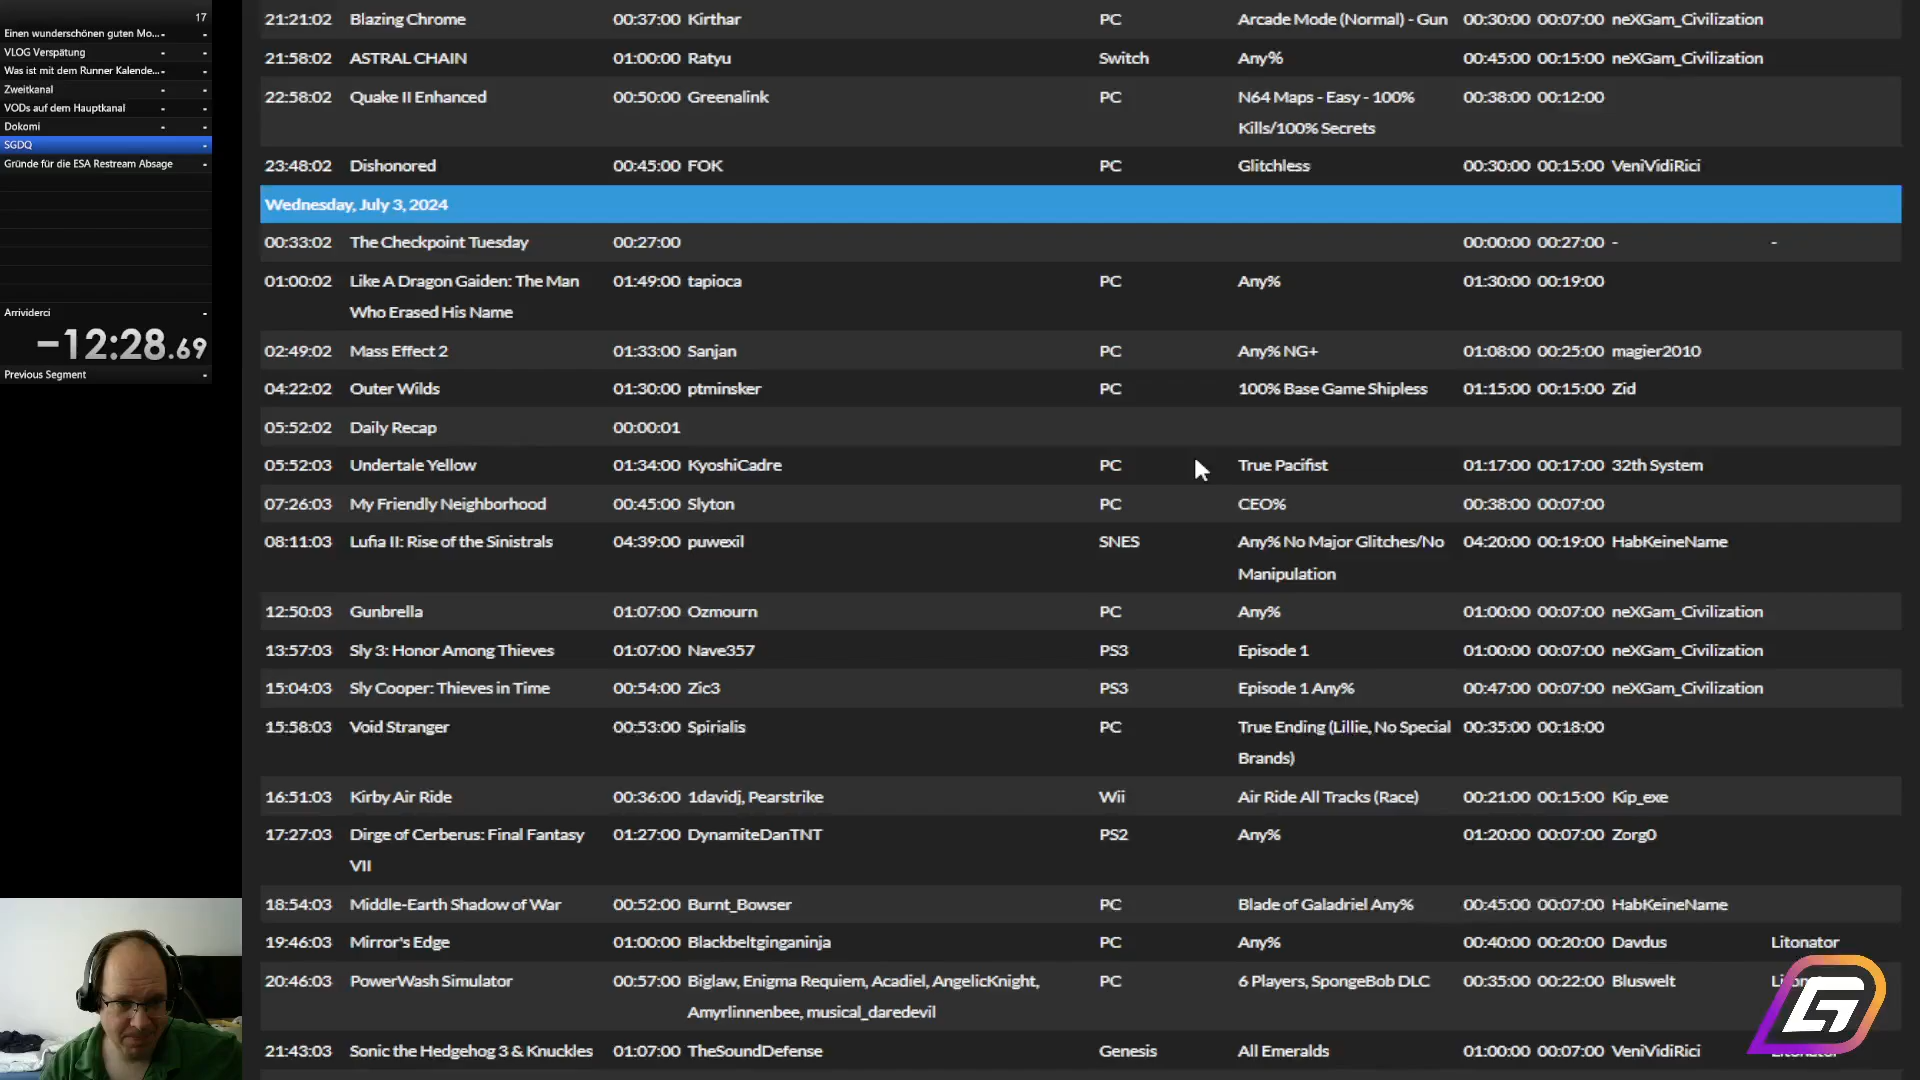 17
Einen wunderschönen guten Mo... - -
VLOG Verspätung - -
Was ist mit dem Runner Kalende... - -
Zweitkanal - -
VODs auf dem Hauptkanal - -
Dokomi - -
SGDQ -
Gründe für die ESA Restream Absage -
Arrividerci -
-12:28.69
Previous Segment -
21:21:02 Blazing Chrome 00:37:00 Kirthar PC Arcade Mode (Normal) - Gun 00:30:00 00:07:00 neXGam_Civilization
21:58:02 ASTRAL CHAIN 01:00:00 Ratyu Switch Any% 00:45:00 00:15:00 neXGam_Civilization
22:58:02 Quake II Enhanced 00:50:00 Greenalink PC N64 Maps - Easy - 100% 00:38:00 00:12:00
Kills/100% Secrets
23:48:02 Dishonored 00:45:00 FOK PC Glitchless 00:30:00 00:15:00 VeniVidiRici
Wednesday, July 3, 2024
00:33:02 The Checkpoint Tuesday 00:27:00 00:00:00 00:27:00 - -
01:00:02 Like A Dragon Gaiden: The Man 01:49:00 tapioca PC Any% 01:30:00 00:19:00
Who Erased His Name
02:49:02 Mass Effect 2 01:33:00 Sanjan PC Any% NG+ 01:08:00 00:25:00 magier2010
04:22:02 Outer Wilds 01:30:00 ptminsker PC 100% Base Game Shipless 01:15:00 00:15:00 Zid
05:52:02 Daily Recap 00:00:01
05:52:03 Undertale Yellow 01:34:00 KyoshiCadre PC True Pacifist 01:17:00 00:17:00 32th System
07:26:03 My Friendly Neighborhood 00:45:00 Slyton PC CEO% 00:38:00 00:07:00
08:11:03 Lufia II: Rise of the Sinistrals 04:39:00 puwexil SNES Any% No Major Glitches/No 04:20:00 00:19:00 HabKeineName
Manipulation
12:50:03 Gunbrella 01:07:00 Ozmourn PC Any% 01:00:00 00:07:00 neXGam_Civilization
13:57:03 Sly 3: Honor Among Thieves 01:07:00 Nave357 PS3 Episode 1 01:00:00 00:07:00 neXGam_Civilization
15:04:03 Sly Cooper: Thieves in Time 00:54:00 Zic3 PS3 Episode 1 Any% 00:47:00 00:07:00 neXGam_Civilization
15:58:03 Void Stranger 00:53:00 Spirialis PC True Ending (Lillie, No Special 00:35:00 00:18:00
Brands)
16:51:03 Kirby Air Ride 00:36:00 1davidj, Pearstrike Wii Air Ride All Tracks (Race) 00:21:00 00:15:00 Kip_exe
17:27:03 Dirge of Cerberus: Final Fantasy 01:27:00 DynamiteDanTNT PS2 Any% 01:20:00 00:07:00 Zorg0
VII
18:54:03 Middle-Earth Shadow of War 00:52:00 Burnt_Bowser PC Blade of Galadriel Any% 00:45:00 00:07:00 HabKeineName
19:46:03 Mirror's Edge 01:00:00 Blackbeltginganinja PC Any% 00:40:00 00:20:00 Davdus Litonator
20:46:03 PowerWash Simulator 00:57:00 Biglaw, Enigma Requiem, Acadiel, AngelicKnight, PC 6 Players, SpongeBob DLC 00:35:00 00:22:00 Bluswelt
Amyrlinnenbee, musical_daredevil
21:43:03 Sonic the Hedgehog 3 & Knuckles 01:07:00 TheSoundDefense Genesis All Emeralds 01:00:00 00:07:00 VeniVidiRici